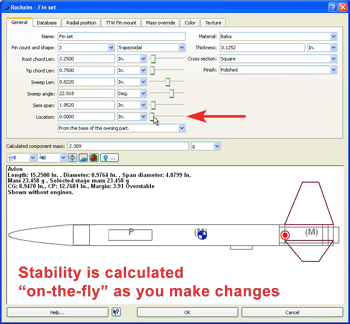 Rocksim - Fin set
General Database Radial position TTW Fin mount Mass override Color Texture
Name: Fin set Material: Balsa
Fin count and shape: 3 Trapezoidal Thickness: 0.1252 In.
Root chord Len: 2.2500 In. Cross section: Square
Tip chord Len: 0.7500 In. Finish: Polished
Sweep Len: 0.8220 In.
Sweep angle: 22.918 Deg.
Semi span: 1.9520 In.
Location: 0.0000 In.
From the base of the owning part.
Calculated component mass: 2.309 g
Avion
Length: 15.2500 In. , Diameter: 0.9764 In. , Span diameter: 4.8799 In.
Mass 23.458 g , Selected stage mass 23.458 g
CG: 8.9470 In., CP: 12.7681 In., Margin: 3.91 Overstable
Shown without engines.
P (M) (M)
Stability is calculated
“on-the-fly” as you make changes
Help... OK Cancel